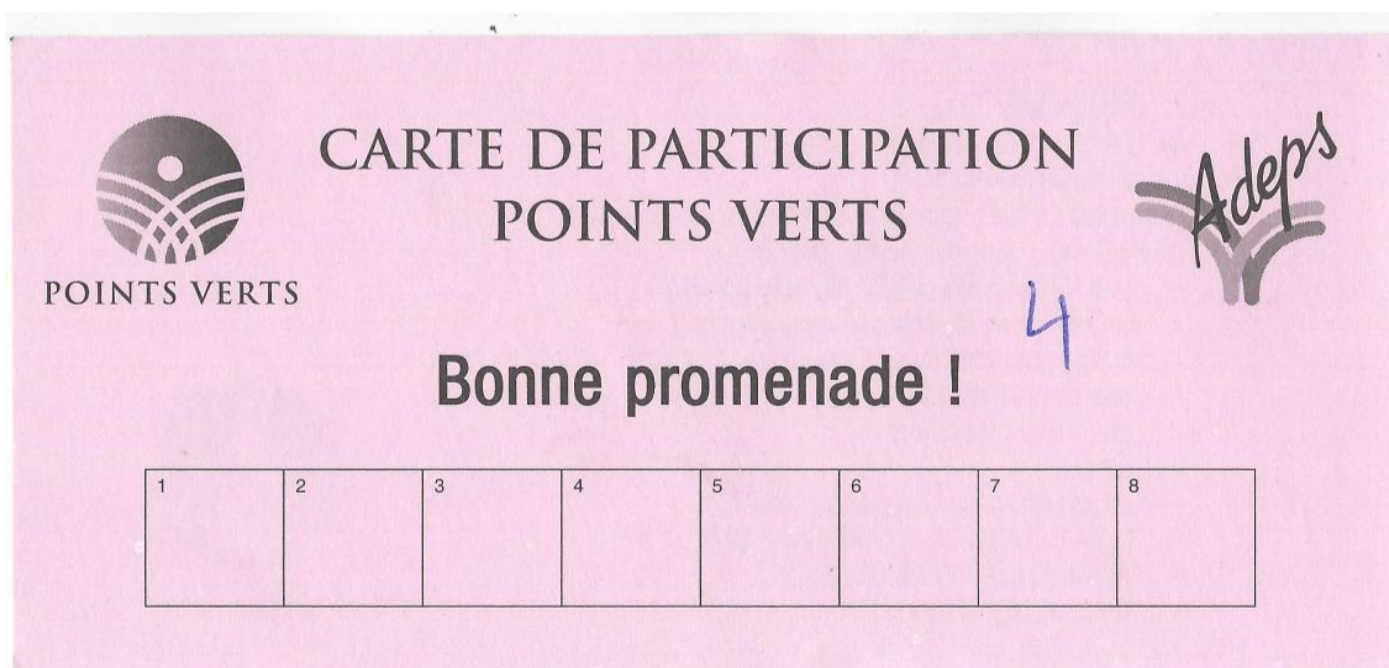 CARTE DE PARTICIPATION
POINTS VERTS
POINTS VERTS
Adeps
4
Bonne promenade !
1 2 3 4 5 6 7 8